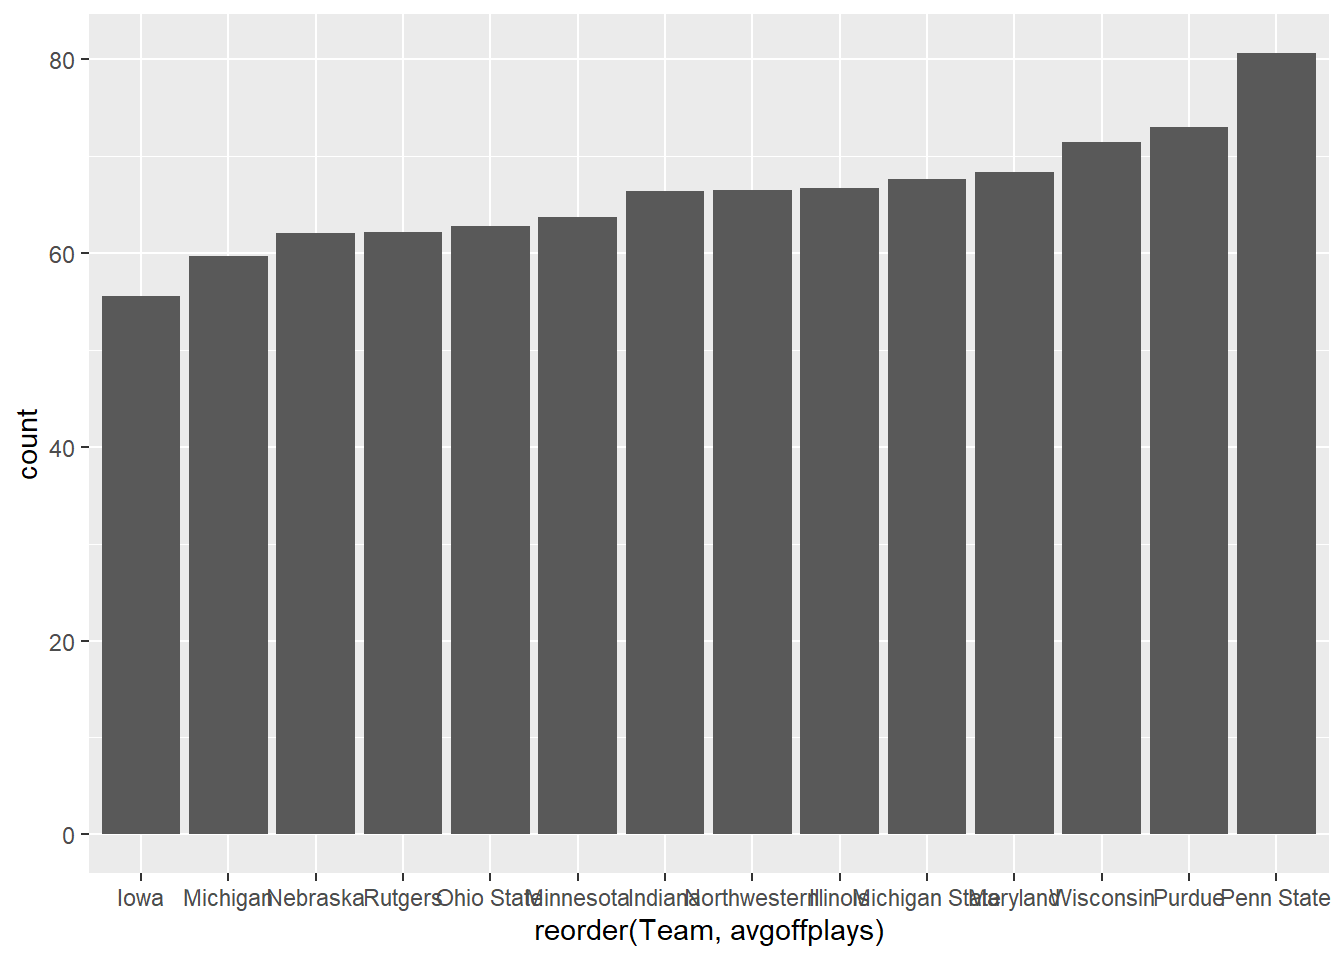 80
60
40
20
0
count
Iowa Michigan Nebraska Rutgers Ohio State Minnesota Indiana Northwestern Illinois Michigan State Maryland Wisconsin Purdue Penn State
reorder(Team, avgoffplays)